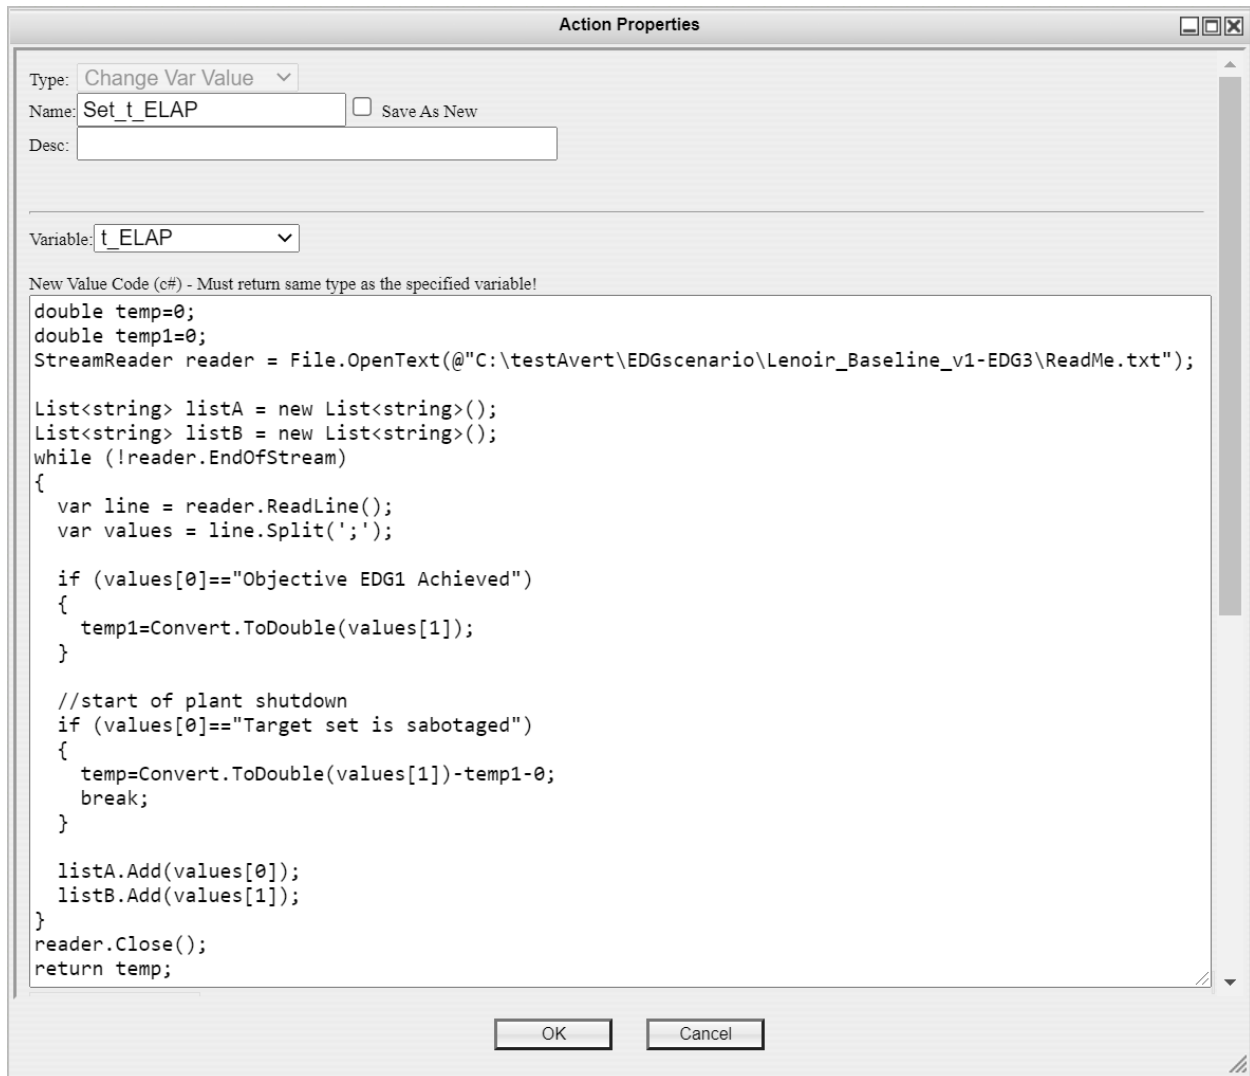 Action Properties
Type: Change Var Value
Name: Set_t_ELAP Save As New
Desc:
Variable: t_ELAP
New Value Code (c#) - Must return same type as the specified variable!
double temp=0;
double temp1=0;
StreamReader reader = File.OpenText(@"C:\testAvert\EDGscenario\Lenoir_Baseline_v1-EDG3\ReadMe.txt");
List<string> listA = new List<string>();
List<string> listB = new List<string>();
while (!reader.EndOfStream)
{
  var line = reader.ReadLine();
  var values = line.Split(';');
  if (values[0]=="Objective EDG1 Achieved")
  {
    temp1=Convert.ToDouble(values[1]);
  }
  //start of plant shutdown
  if (values[0]=="Target set is sabotaged")
  {
    temp=Convert.ToDouble(values[1])-temp1-0;
    break;
  }
  listA.Add(values[0]);
  listB.Add(values[1]);
}
reader.Close();
return temp;
OK Cancel